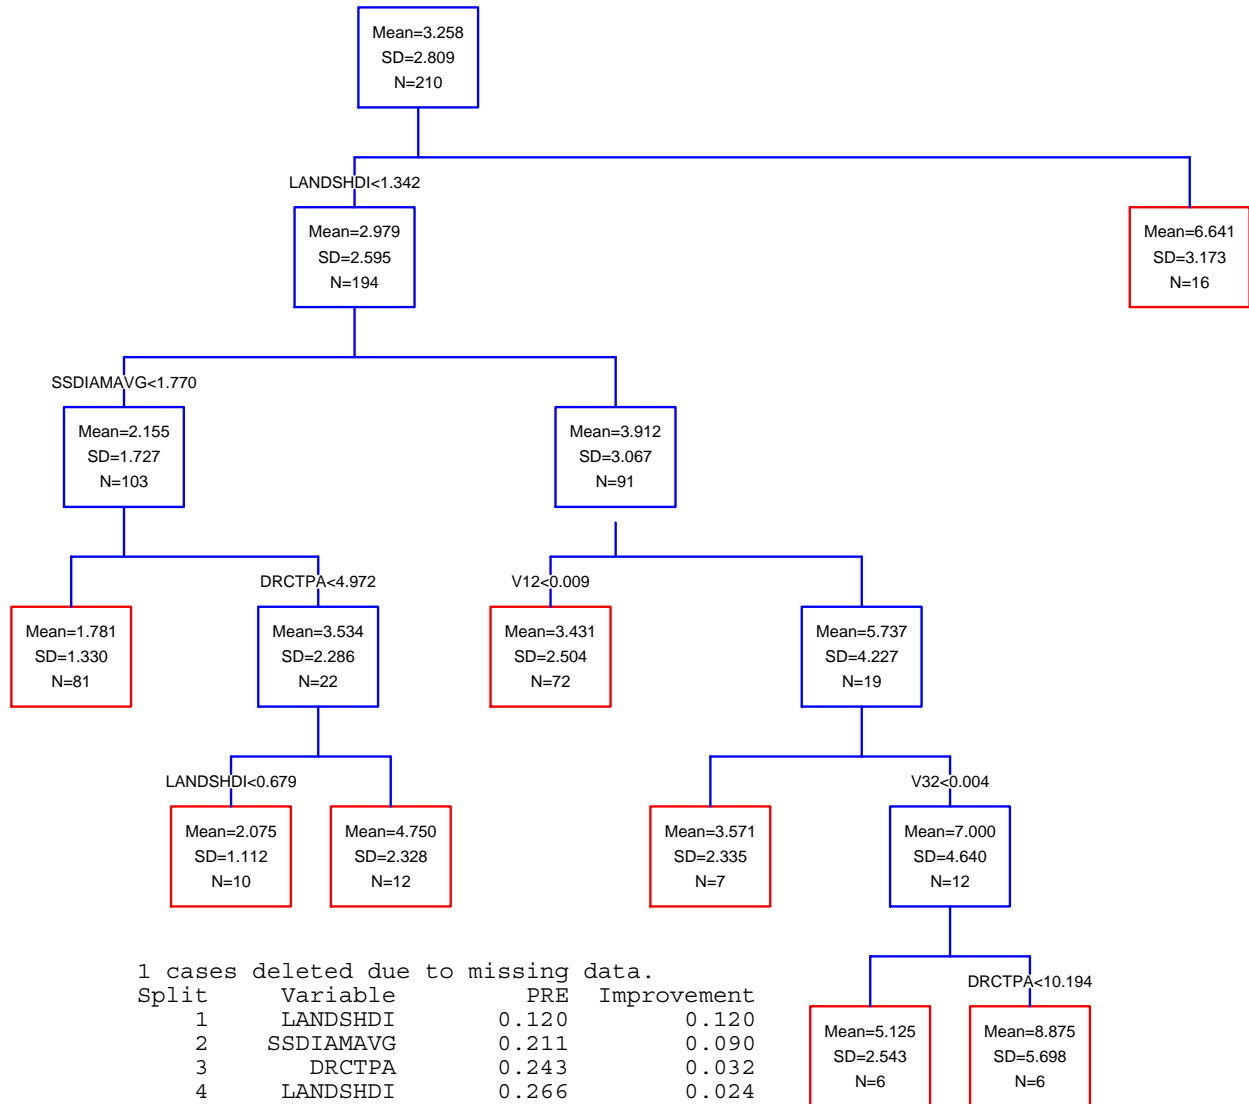 Mean=3.258
SD=2.809
N=210
LANDSHDI<1.342
Mean=2.979
SD=2.595
N=194
Mean=6.641
SD=3.173
N=16
SSDIAMAVG<1.770
Mean=2.155
SD=1.727
N=103
Mean=3.912
SD=3.067
N=91
DRCTPA<4.972
V12<0.009
Mean=1.781
SD=1.330
N=81
Mean=3.534
SD=2.286
N=22
Mean=3.431
SD=2.504
N=72
Mean=5.737
SD=4.227
N=19
LANDSHDI<0.679
V32<0.004
Mean=2.075
SD=1.112
N=10
Mean=4.750
SD=2.328
N=12
Mean=3.571
SD=2.335
N=7
Mean=7.000
SD=4.640
N=12
DRCTPA<10.194
Mean=5.125
SD=2.543
N=6
Mean=8.875
SD=5.698
N=6
1 cases deleted due to missing data.
Split Variable PRE Improvement
1 LANDSHDI 0.120 0.120
2 SSDIAMAVG 0.211 0.090
3 DRCTPA 0.243 0.032
4 LANDSHDI 0.266 0.024